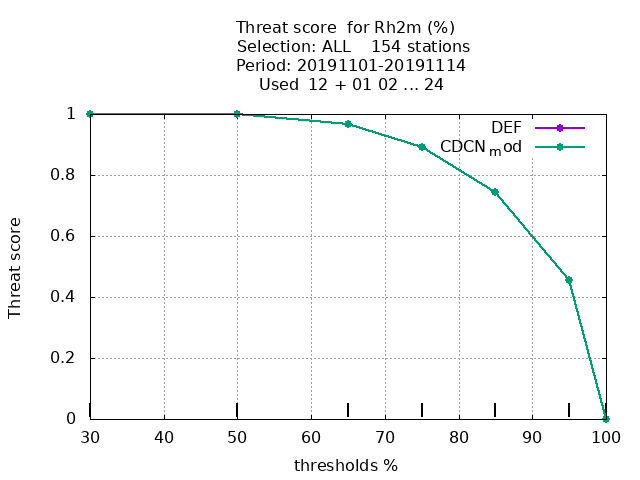 Threat score  for Rh2m (%)
Selection: ALL    154 stations
Period: 20191101-20191114
Used  12 + 01 02 ... 24
DEF
CDCNmod
Threat score
1
0.8
0.6
0.4
0.2
0
30 40 50 60 70 80 90 100
thresholds %